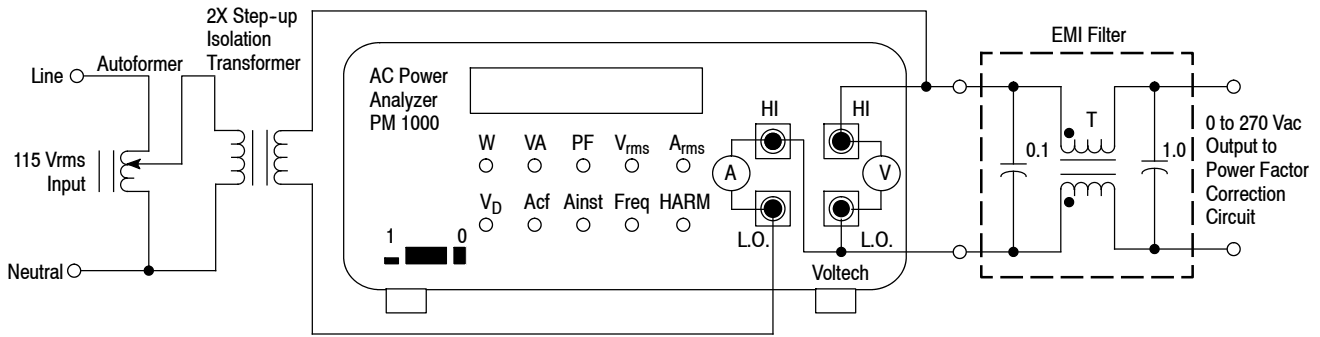 2X Step-up
Isolation
Transformer
Autoformer
Line
115 Vrms
Input
Neutral
AC Power
Analyzer
PM 1000
W VA PF Vrms Arms
VD Acf Ainst Freq HARM
1 0
HI HI
A V
L.O. L.O.
Voltech
EMI Filter
0.1
T
1.0
0 to 270 Vac
Output to
Power Factor
Correction
Circuit